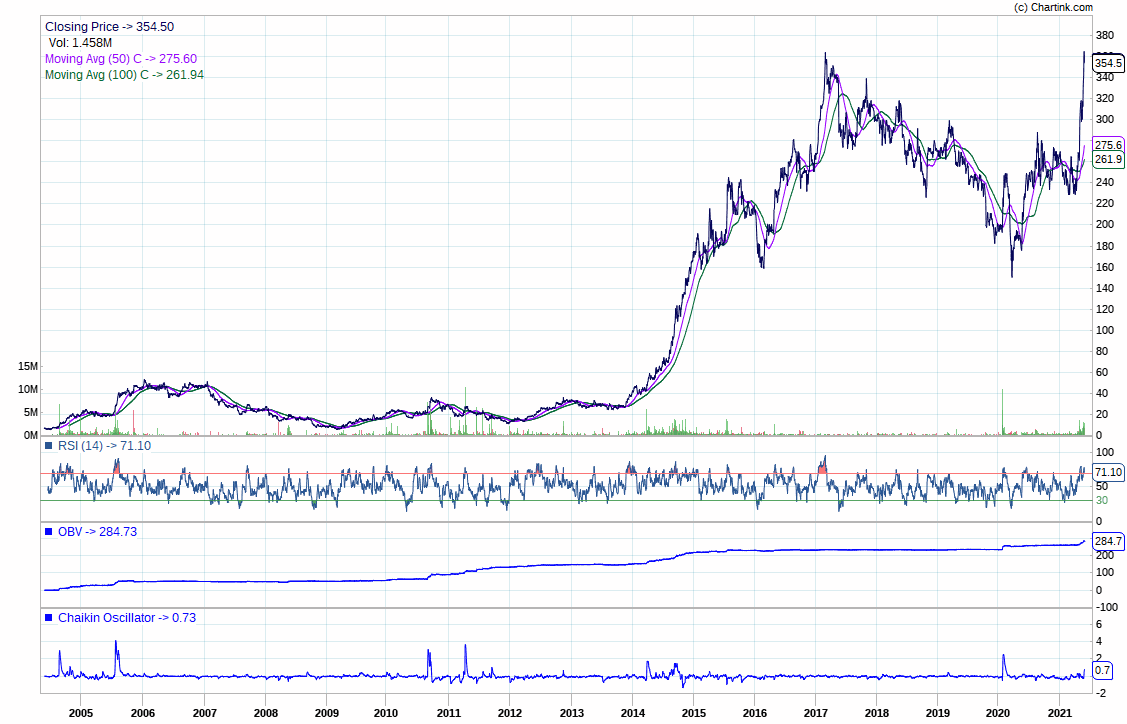 (c) Chartink.com
Closing Price -> 354.50
Vol: 1.458M
Moving Avg (50) C -> 275.60
Moving Avg (100) C -> 261.94
380
354.5
340
320
300
275.6
261.9
240
220
200
180
160
140
120
100
80
60
40
20
0
15M
10M
5M
0M
RSI (14) -> 71.10
100
71.10
50
30
0
OBV -> 284.73
284.7
200
100
0
-100
Chaikin Oscillator -> 0.73
6
4
2
0.7
-2
2005 2006 2007 2008 2009 2010 2011 2012 2013 2014 2015 2016 2017 2018 2019 2020 2021